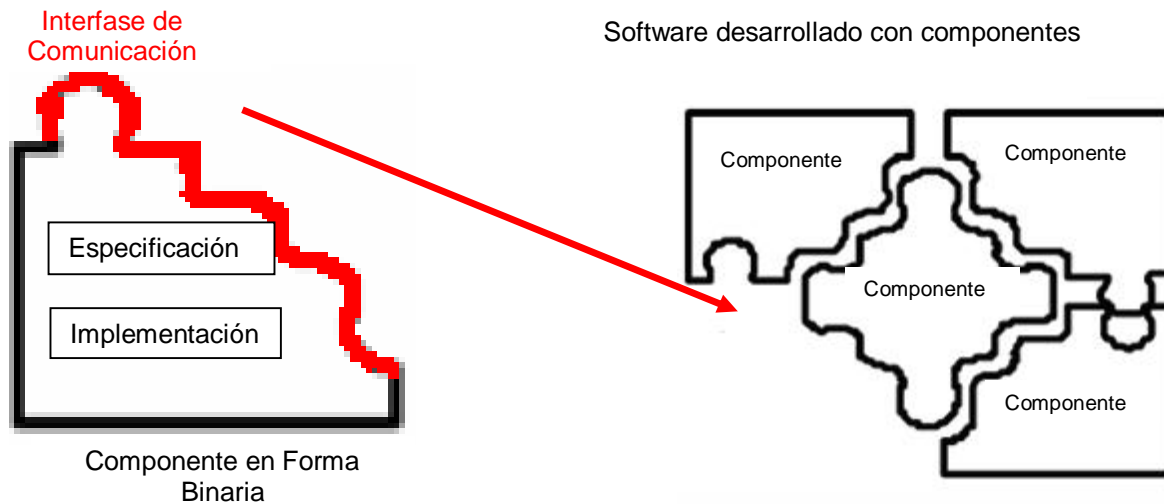 Interfase de
Comunicación
Especificación
Implementación
Componente en Forma
Binaria
Software desarrollado con componentes
Componente
Componente
Componente
Componente